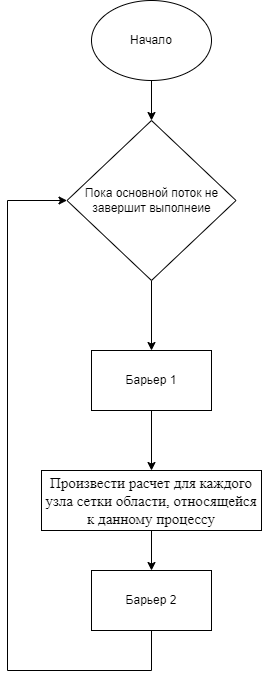 Начало
Пока основной поток не
завершит выполнеие
Барьер 1
Произвести расчет для каждого
узла сетки области, относящейся
к данному процессу
Барьер 2